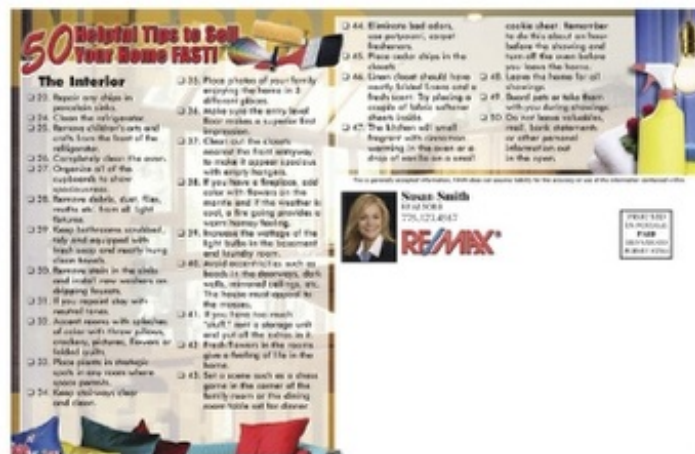 50 Helpful Tips to Sell
Your Home FAST!
The Interior
23. Repair any chips in
porcelain sinks.
24. Clean the refrigerator.
25. Remove children's arts and
crafts from the front of the
refrigerator.
26. Completely clean the oven.
27. Organize all of the
cupboards to show
spaciousness.
28. Remove debris, dust, flies,
moths etc. from all light
fixtures.
29. Keep bathrooms scrubbed,
tidy and equipped with
fresh soap and neatly hung
clean towels.
30. Remove stain in the sinks
and install new washers on
dripping faucets.
31. If you repaint stay with
neutral tones.
32. Accent rooms with splashes
of color with throw pillows,
crockery, pictures, flowers or
folded quilts.
33. Place plants in strategic
spots in any room where
space permits.
34. Keep stairways clear
and clean.
35. Place photos of your family
enjoying the home in 3
different places.
36. Make sure the entry level
floor makes a superior first
impression.
37. Clean out the closets
nearest the front entryway
to make it appear spacious
with empty hangers.
38. If you have a fireplace, add
color with flowers on the
mantle and if the weather is
cool, a fire going provides a
warm homey feeling.
39. Increase the wattage of the
light bulbs in the basement
and laundry room.
40. Avoid eccentricities such as
beads in the doorways, dark
walls, mirrored ceilings, etc.
The house must appeal to
the masses.
41. If you have too much
"stuff," rent a storage unit
and put all the extras in it.
42. Fresh flowers in the rooms
give a feeling of life in the
home.
43. Set a scene such as a chess
game in the corner of the
family room or the dining
room table set for dinner.
44. Eliminate bad odors,
use potpourri, carpet
fresheners.
45. Place cedar chips in the
closets.
46. Linen closet should have
neatly folded linens and a
fresh scent. Try placing a
couple of fabric softener
sheets inside.
47. The kitchen will smell
fragrant with cinnamon
warming in the oven or a
drop of vanilla on a small
cookie sheet. Remember
to do this about an hour
before the showing and
turn off the oven before
you leave the home.
48. Leave the home for all
showings.
49. Board pets or take them
with you during showings.
50. Do not leave valuables,
mail, bank statements
or other personal
information out
in the open.
Susan Smith
REALTOR®
RE/MAX®
PAID